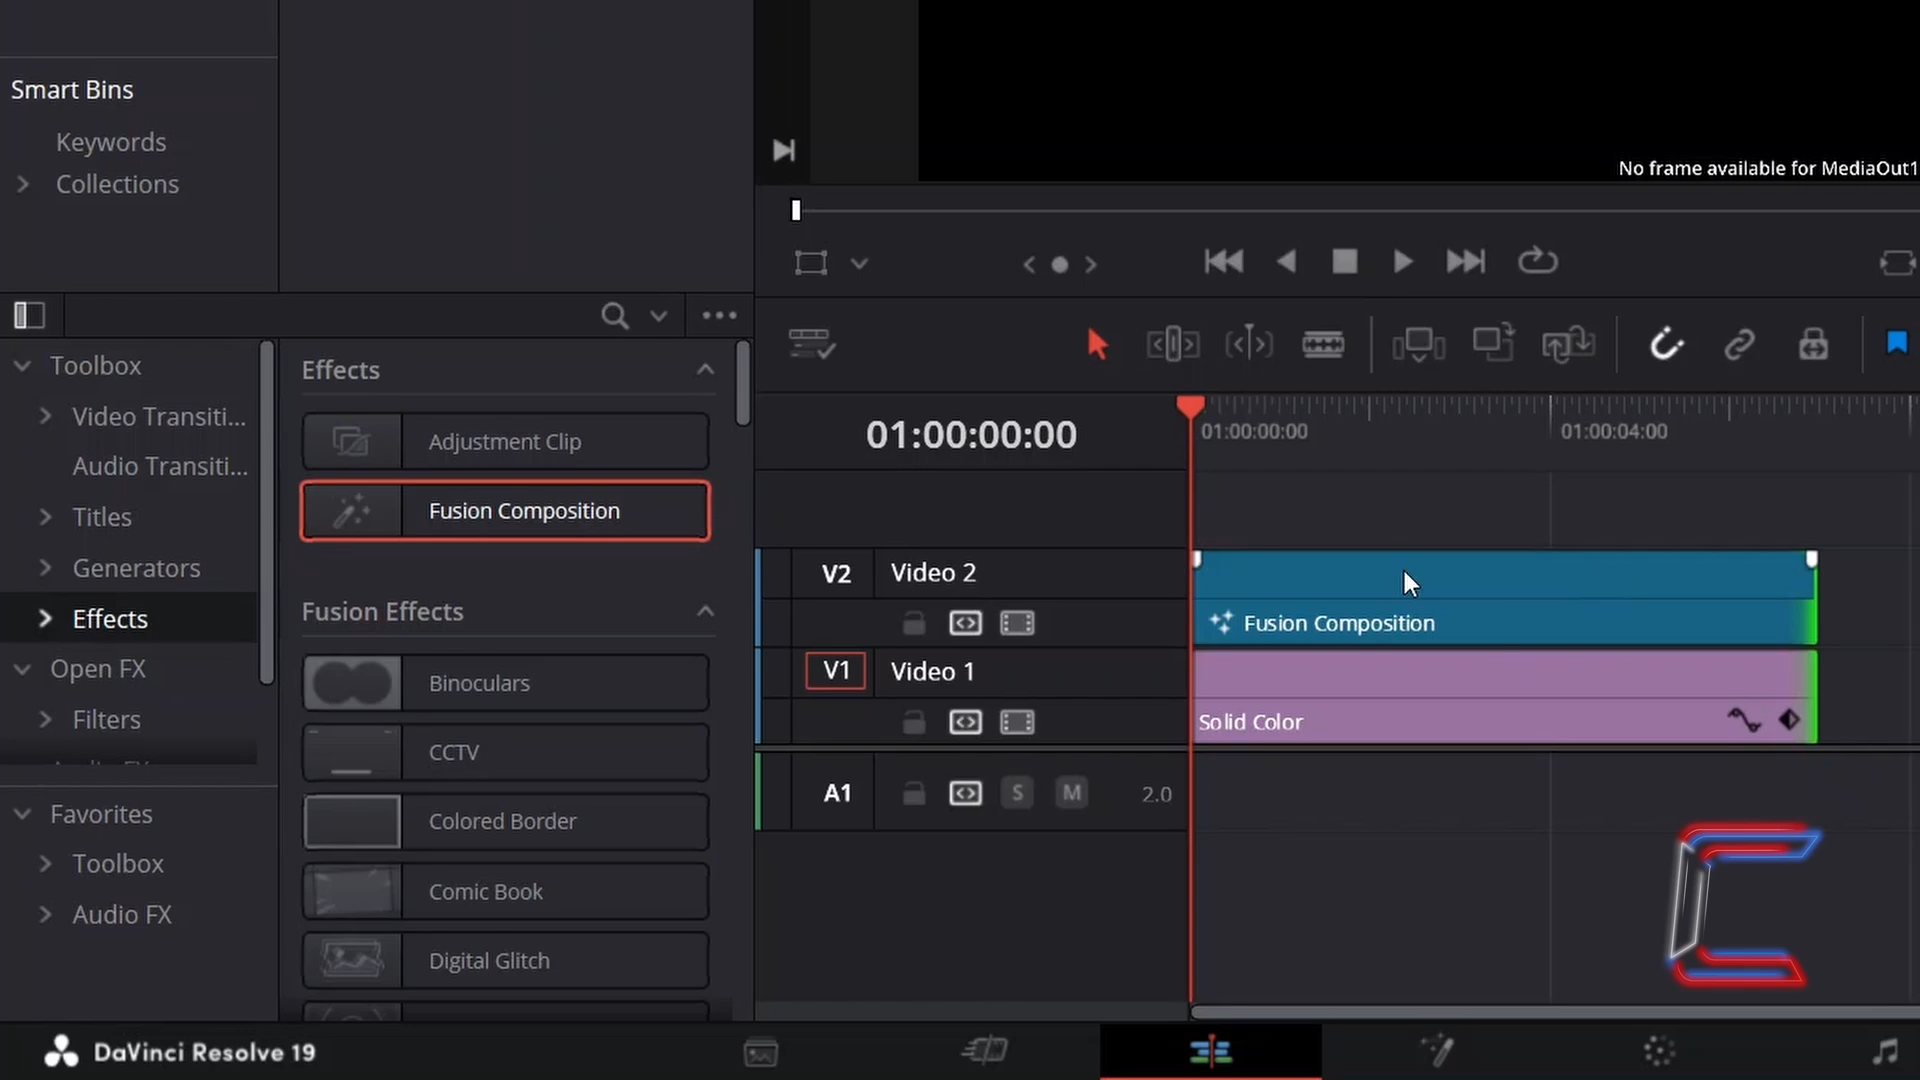 Smart Bins
Keywords
Collections
No frame available for MediaOut1
Toolbox
Video Transiti...
Audio Transiti...
Titles
Generators
Effects
Open FX
Filters
Favorites
Toolbox
Audio FX
Effects
Adjustment Clip
Fusion Composition
Fusion Effects
Binoculars
CCTV
Colored Border
Comic Book
Digital Glitch
01:00:00:00
01:00:00:00
01:00:04:00
V2 Video 2
Fusion Composition
V1 Video 1
Solid Color
A1 S M 2.0
DaVinci Resolve 19